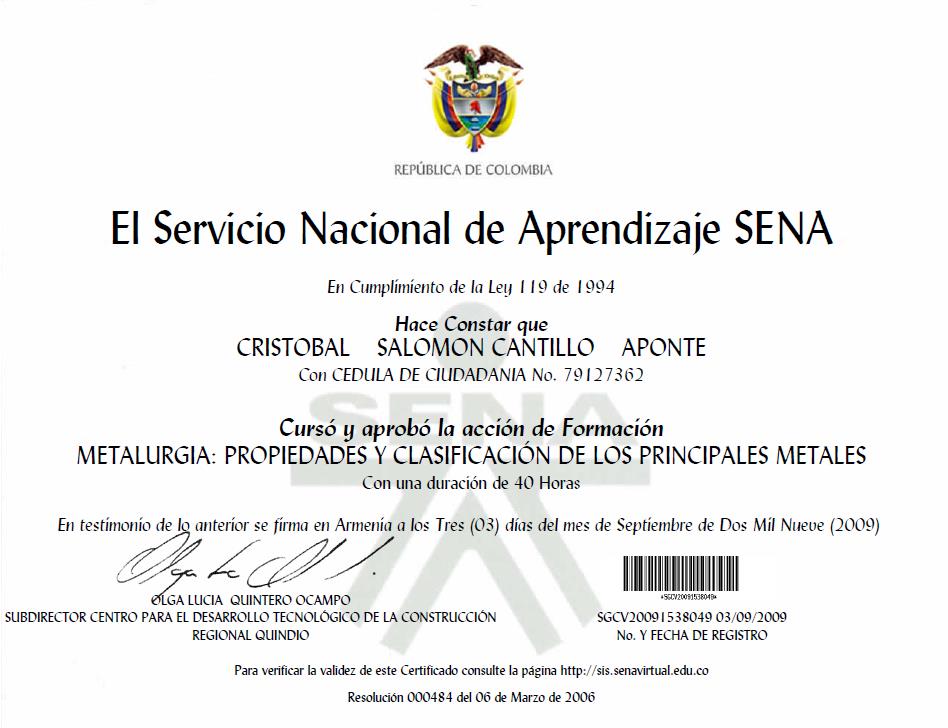 REPÚBLICA DE COLOMBIA
El Servicio Nacional de Aprendizaje SENA
En Cumplimiento de la Ley 119 de 1994
Hace Constar que
CRISTOBAL SALOMON CANTILLO APONTE
Con CEDULA DE CIUDADANIA No. 79127362
SENA
Cursó y aprobó la acción de Formación
METALURGIA: PROPIEDADES Y CLASIFICACIÓN DE LOS PRINCIPALES METALES
Con una duración de 40 Horas
En testimonio de lo anterior se firma en Armenia a los Tres (03) días del mes de Septiembre de Dos Mil Nueve (2009)
*SGCV20091538049*
OLGA LUCIA QUINTERO OCAMPO
SUBDIRECTOR CENTRO PARA EL DESARROLLO TECNOLÓGICO DE LA CONSTRUCCIÓN
REGIONAL QUINDIO
SGCV20091538049 03/09/2009
No. Y FECHA DE REGISTRO
Para verificar la validez de este Certificado consulte la página http://sis.senavirtual.edu.co
Resolución 000484 del 06 de Marzo de 2006